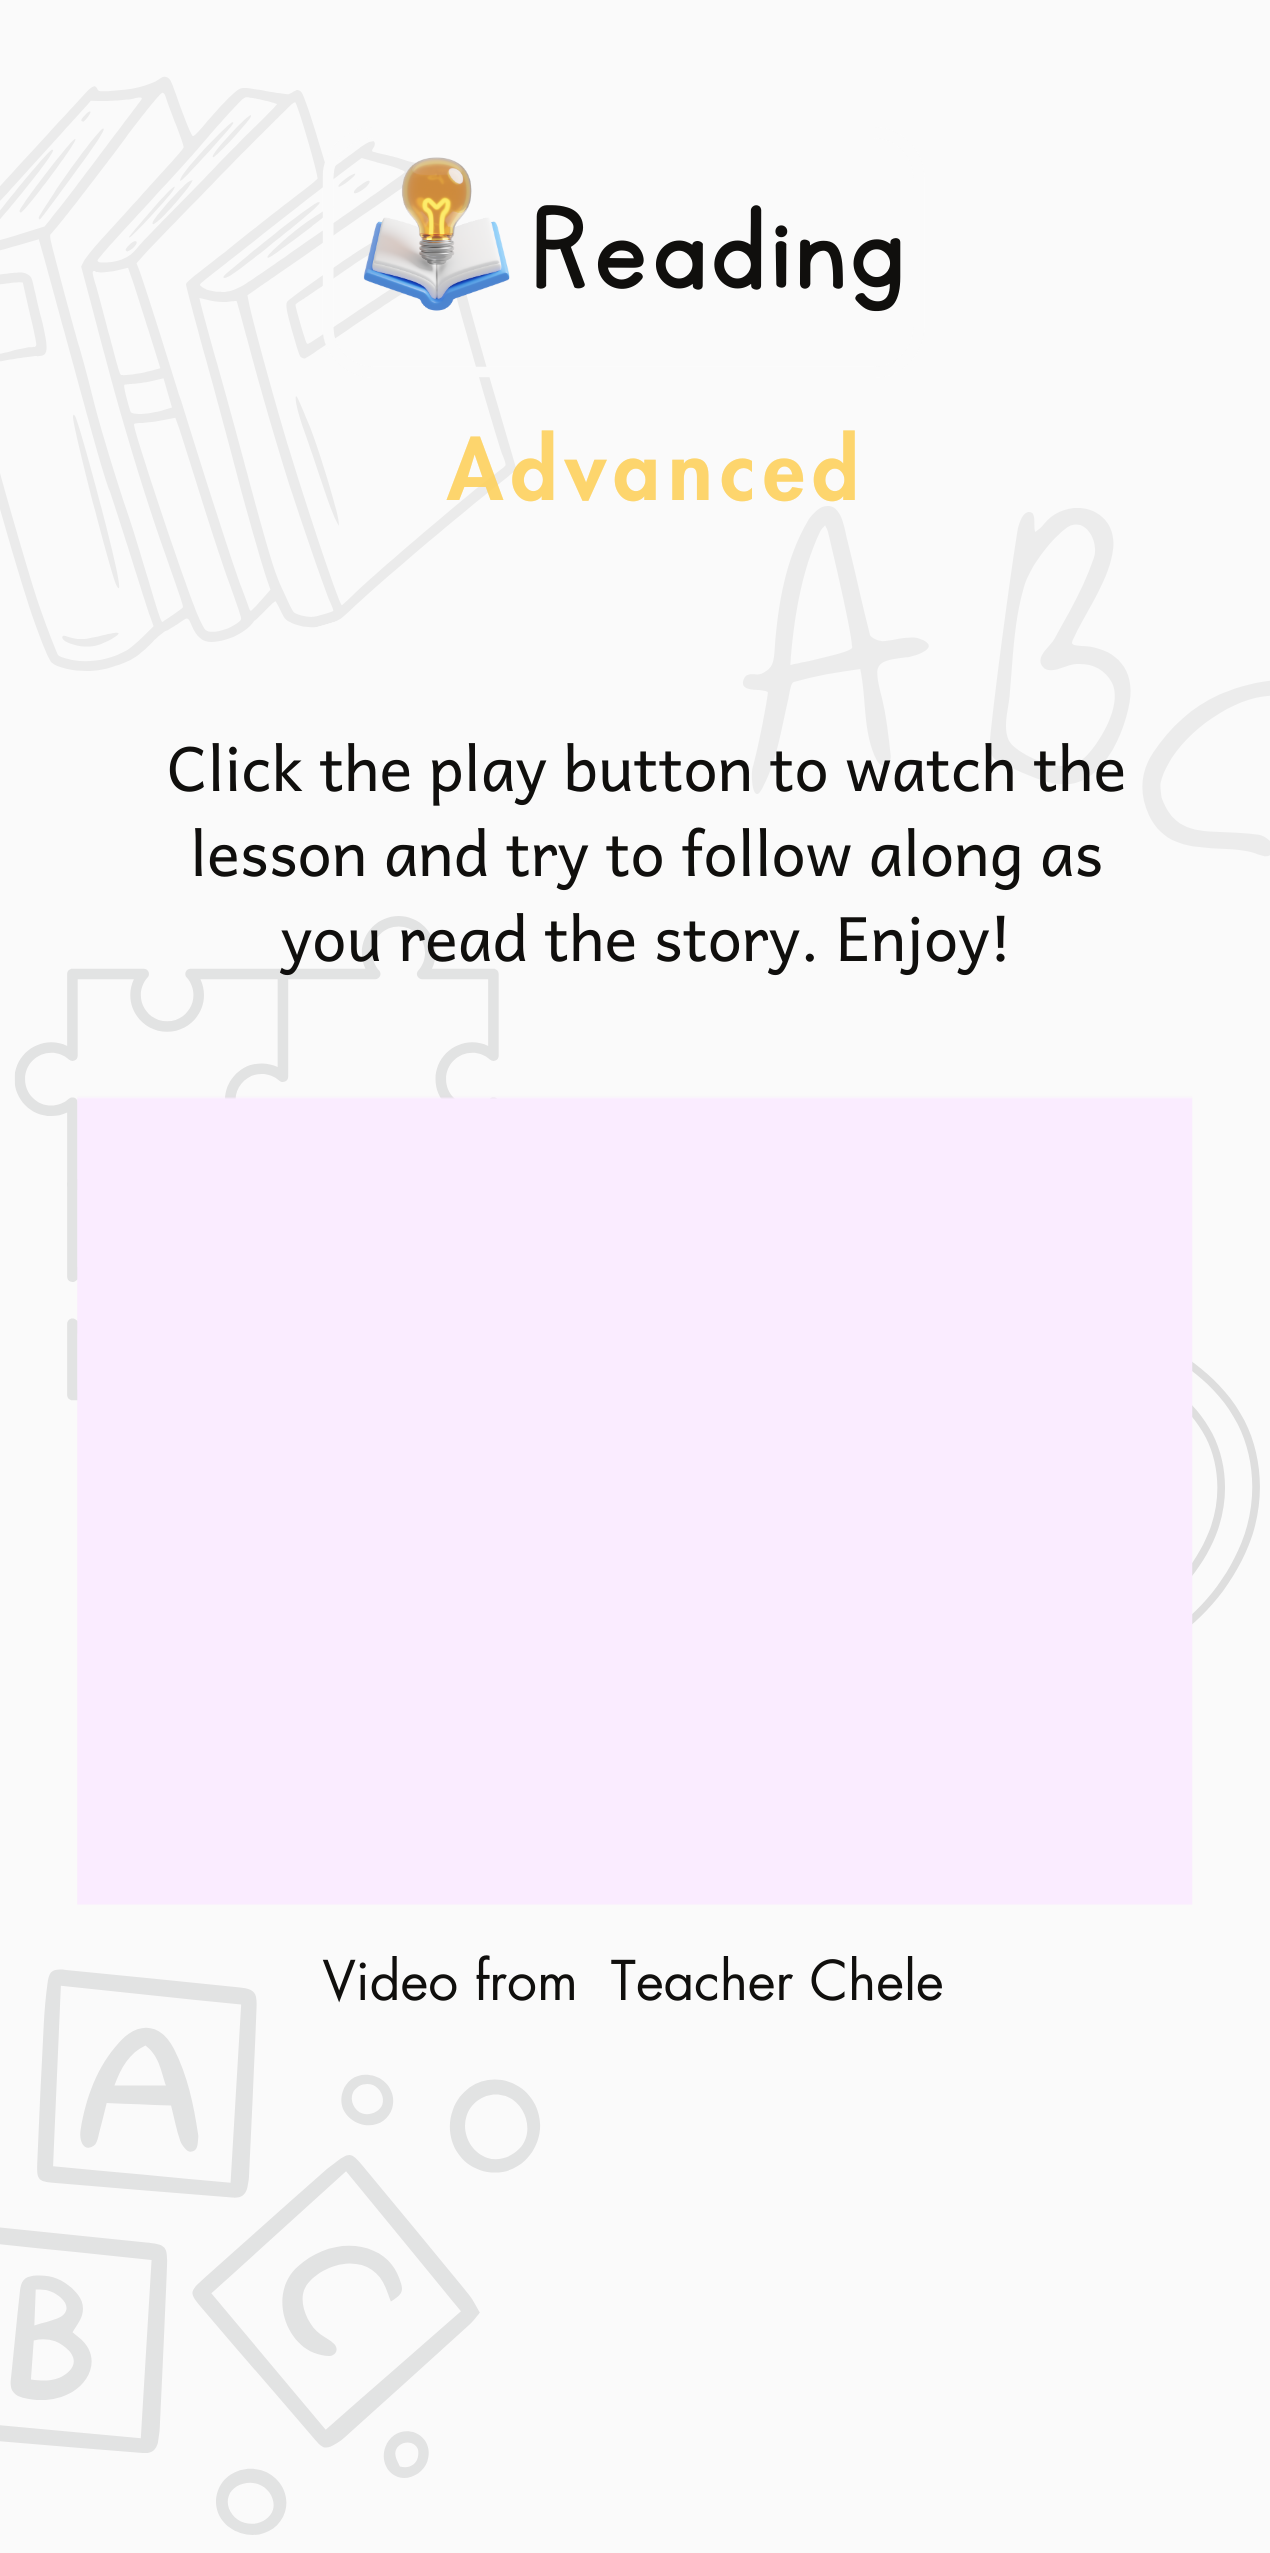 Reading
Advanced
A B
Click the play button to watch the
lesson and try to follow along as
you read the story. Enjoy!
Video from  Teacher Chele
A
B
C